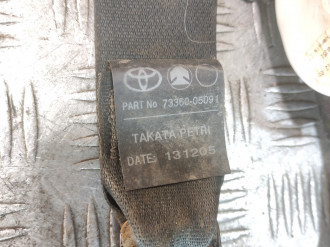 PART No 73360-05091
TAKATA-PETRI
DATE: 131205